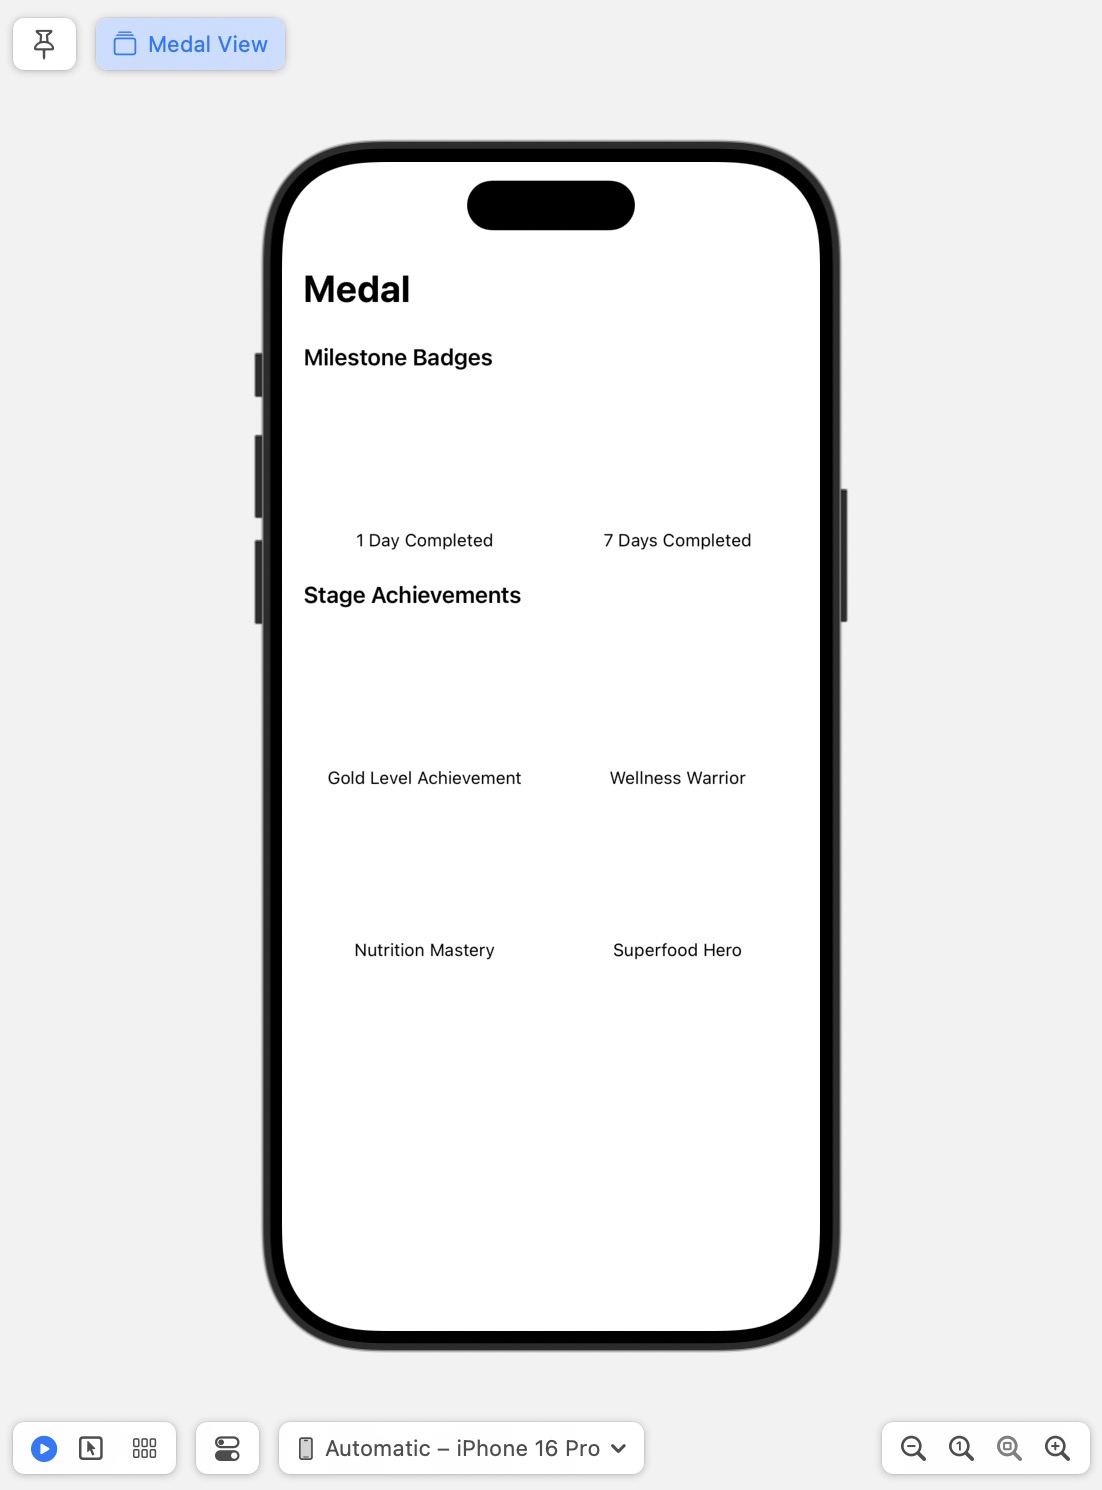 Medal View
Medal
Milestone Badges
1 Day Completed
7 Days Completed
Stage Achievements
Gold Level Achievement
Wellness Warrior
Nutrition Mastery
Superfood Hero
Automatic – iPhone 16 Pro
1